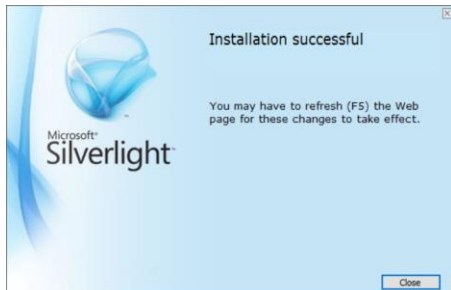 Installation successful
You may have to refresh (F5) the Web
page for these changes to take effect.
Microsoft®
Silverlight™
Close